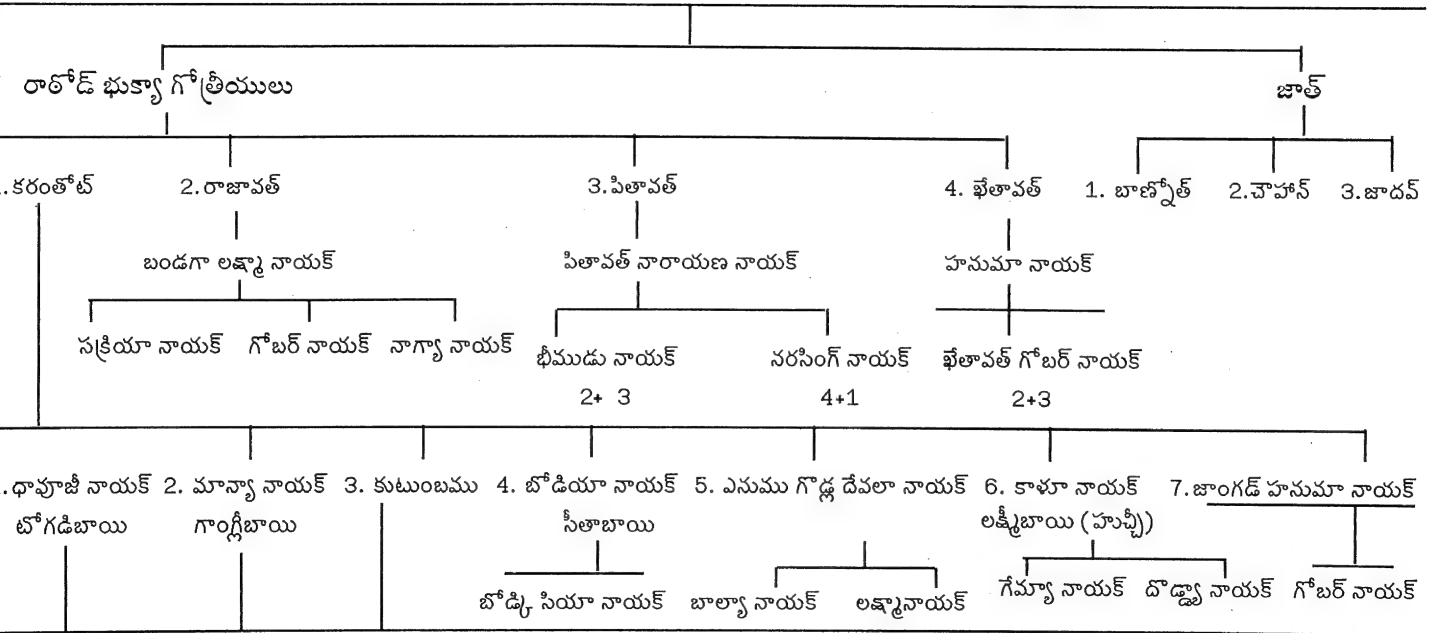 రాఠోడ్ భుక్యా గోత్రీయులు జాత్
.కరంతోట్ 2.రాజావత్ 3.పితావత్ 4. ఖేతావత్ 1. బాణ్నోత్ 2.చౌహాన్ 3.జాదవ్
బండగా లక్ష్మా నాయక్ పితావత్ నారాయణ నాయక్ హనుమా నాయక్
సక్రియా నాయక్ గోబర్ నాయక్ నాగ్యా నాయక్ భీముడు నాయక్ నరసింగ్ నాయక్ ఖేతావత్ గోబర్ నాయక్
2+ 3 4+1 2+3
.ధావూజీ నాయక్ 2. మాన్యా నాయక్ 3. కుటుంబము 4. బోడియా నాయక్ 5. ఎనుము గొడ్ల దేవలా నాయక్ 6. కాళూ నాయక్ 7.జాంగడ్ హనుమా నాయక్
టోగడిబాయి గాంగ్లీబాయి సీతాబాయి లక్ష్మీబాయి (హుచ్చీ)
బోడ్కి సియా నాయక్ బాల్యా నాయక్ లక్ష్మానాయక్ గేమ్యా నాయక్ దొడ్డ్యా నాయక్ గోబర్ నాయక్